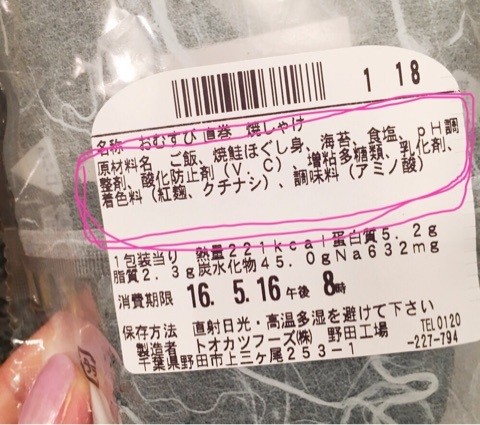 1 18
名称 おむすび直巻 焼しゃけ
原材料名 ご飯、焼鮭ほぐし身、海苔、食塩、pH調
整剤、酸化防止剤(V.C)、増粘多糖類、乳化剤、
着色料(紅麹、クチナシ)、調味料(アミノ酸)
1包装当り 熱量221kcal蛋白質5.2g
脂質2.3g炭水化物45.0gNa632mg
消費期限 16. 5.16午後 8時
保存方法 直射日光・高温多湿を避けて下さい
製造者 トオカツフーズ(株) 野田工場 TEL0120
千葉県野田市上三ヶ尾253-1 -227-794